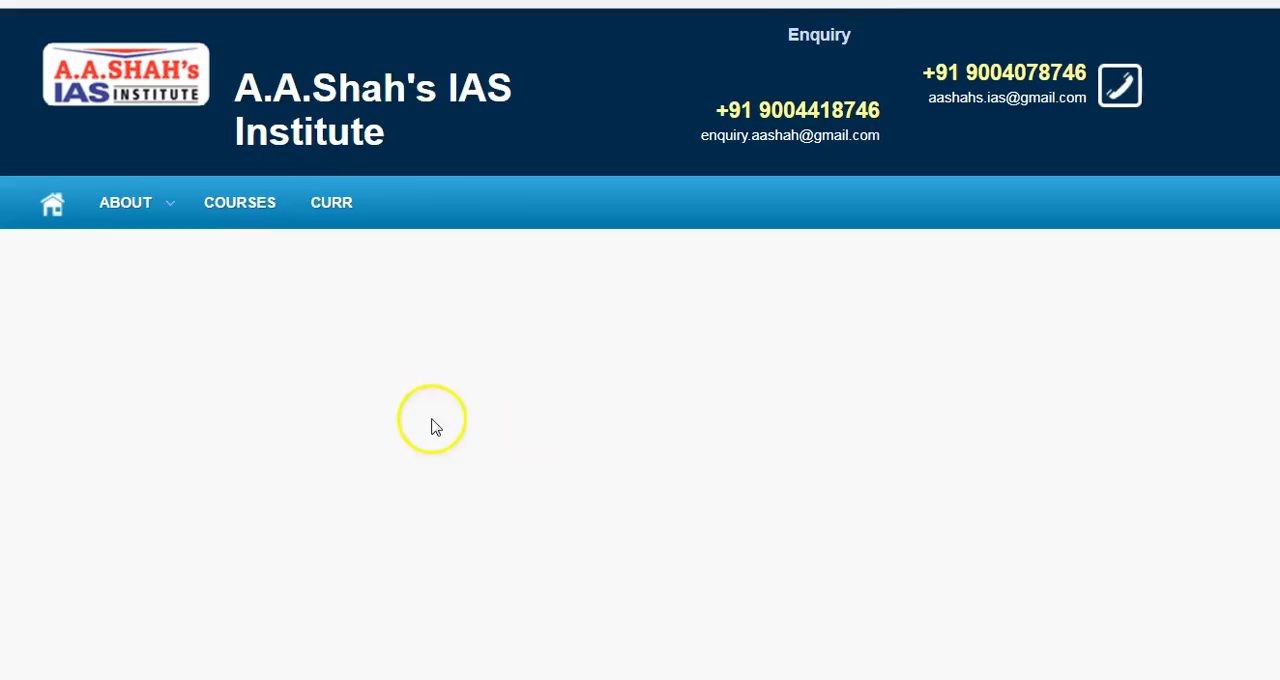 A.A.SHAH's
IAS INSTITUTE
A.A.Shah's IAS
Institute
Enquiry
+91 9004418746
enquiry.aashah@gmail.com
+91 9004078746
aashahs.ias@gmail.com
ABOUT COURSES CURR